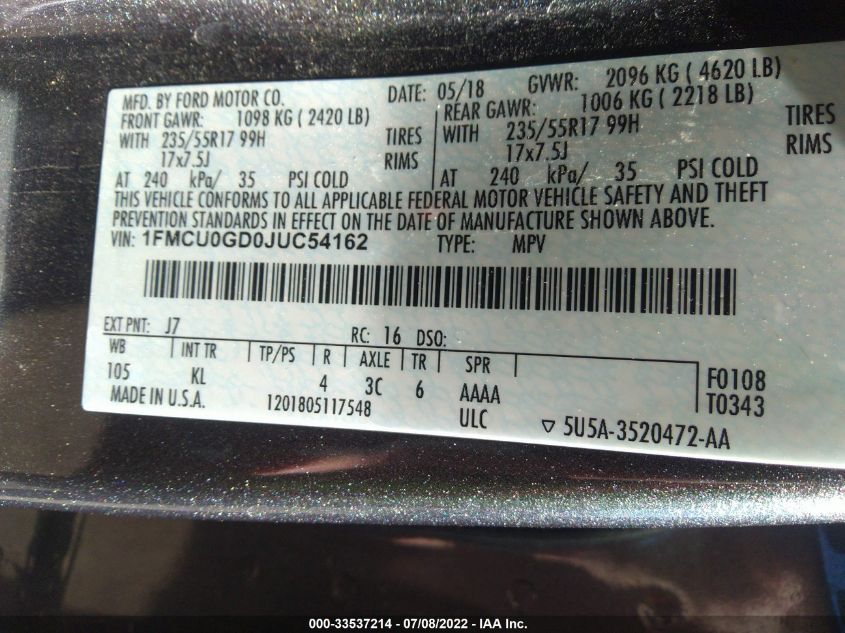 MFD. BY FORD MOTOR CO. DATE: 05/18 GVWR: 2096 KG ( 4620 LB)
FRONT GAWR: 1098 KG ( 2420 LB) REAR GAWR: 1006 KG ( 2218 LB)
WITH 235/55R17 99H TIRES WITH 235/55R17 99H TIRES
17x7.5J RIMS 17x7.5J RIMS
AT 240 kPa/ 35 PSI COLD AT 240 kPa/ 35 PSI COLD
THIS VEHICLE CONFORMS TO ALL APPLICABLE FEDERAL MOTOR VEHICLE SAFETY AND THEFT
PREVENTION STANDARDS IN EFFECT ON THE DATE OF MANUFACTURE SHOWN ABOVE.
VIN: 1FMCU0GD0JUC54162 TYPE: MPV
EXT PNT: J7 RC: 16 DSO:
WB INT TR TP/PS R AXLE TR SPR
105 KL 4 3C 6 AAAA F0108
MADE IN U.S.A. 1201805117548 ULC T0343
5U5A-3520472-AA
000-33537214 - 07/08/2022 - IAA Inc.